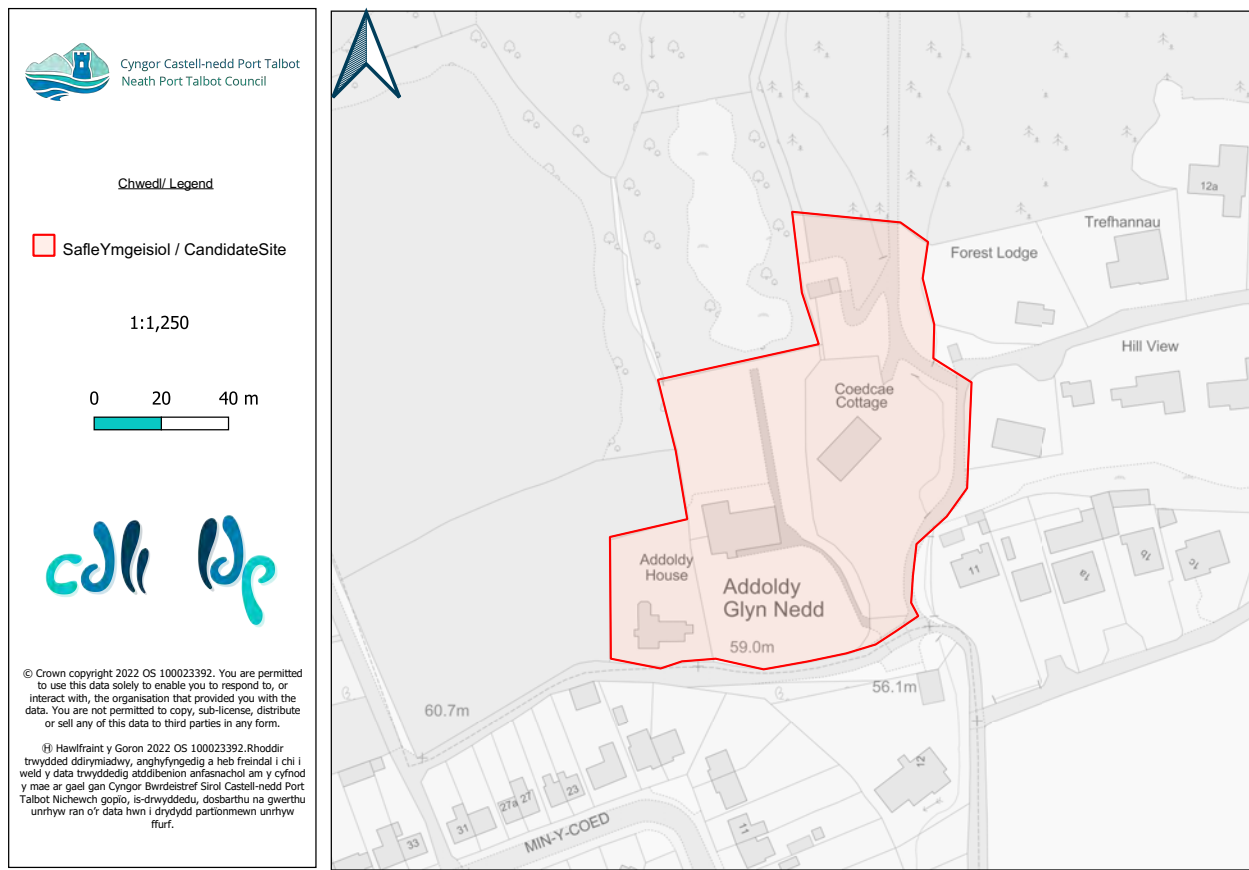 Cyngor Castell-nedd Port Talbot
Neath Port Talbot Council
Chwedl/ Legend
SafleYmgeisiol / CandidateSite
1:1,250
0 20 40 m
cdll ldp
© Crown copyright 2022 OS 100023392. You are permitted
to use this data solely to enable you to respond to, or
interact with, the organisation that provided you with the
data. You are not permitted to copy, sub-license, distribute
or sell any of this data to third parties in any form.
Ⓗ Hawlfraint y Goron 2022 OS 100023392.Rhoddir
trwydded ddirymiadwy, anghyfyngedig a heb freindal i chi i
weld y data trwyddedig atddibenion anfasnachol am y cyfnod
y mae ar gael gan Cyngor Bwrdeistref Sirol Castell-nedd Port
Talbot Nichewch gopïo, is-drwyddedu, dosbarthu na gwerthu
unrhyw ran o'r data hwn i drydydd partïonmewn unrhyw
ffurf.
12a
Trefhannau
Forest Lodge
Hill View
Coedcae
Cottage
Addoldy
House
Addoldy
Glyn Nedd
59.0m
56.1m
60.7m
11
1a
1b
1c
12
11
23
27
27a
31
33
MIN-Y-COED